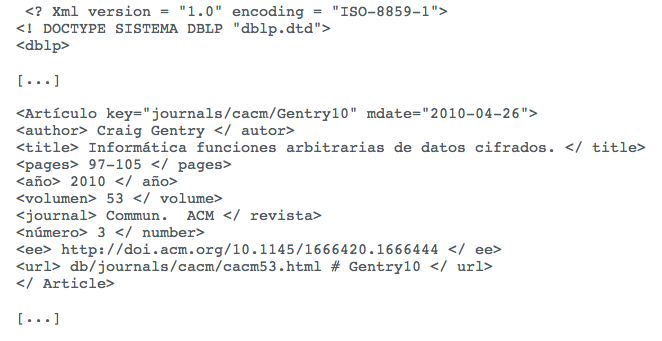 <? Xml version = "1.0" encoding = "ISO-8859-1">
<! DOCTYPE SISTEMA DBLP "dblp.dtd">
<dblp>
[...]
<Artículo key="journals/cacm/Gentry10" mdate="2010-04-26">
<author> Craig Gentry </ autor>
<title> Informática funciones arbitrarias de datos cifrados. </ title>
<pages> 97-105 </ pages>
<año> 2010 </ año>
<volumen> 53 </ volume>
<journal> Commun.  ACM </ revista>
<número> 3 </ number>
<ee> http://doi.acm.org/10.1145/1666420.1666444 </ ee>
<url> db/journals/cacm/cacm53.html # Gentry10 </ url>
</ Article>
[...]